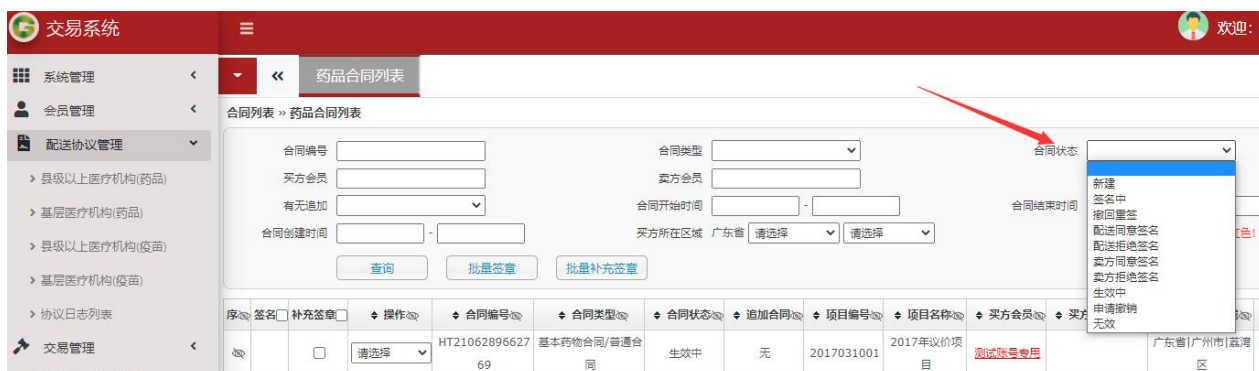 交易系统
欢迎:
系统管理
药品合同列表
会员管理
合同列表 » 药品合同列表
配送协议管理
合同编号
合同类型
合同状态
县级以上医疗机构(药品)
买方会员
卖方会员
新建
签名中
基层医疗机构(药品)
有无追加
合同开始时间
-
合同结束时间
撤回重签
配送同意签名
县级以上医疗机构(疫苗)
合同创建时间
-
买方所在区域 广东省 请选择 请选择
配送拒绝签名
卖方同意签名
红色!
基层医疗机构(疫苗)
查询 批量签章 批量补充签章
卖方拒绝签名
生效中
申请撤销
无效
协议日志列表
序 签名 补充签章 操作 合同编号 合同类型 合同状态 追加合同 项目编号 项目名称 买方会员 买方
交易管理
请选择
HT21062896627
69
基本药物合同/普通合
同
生效中
无
2017031001
2017年议价项
目
测试账号专用
广东省|广州市|荔湾
区